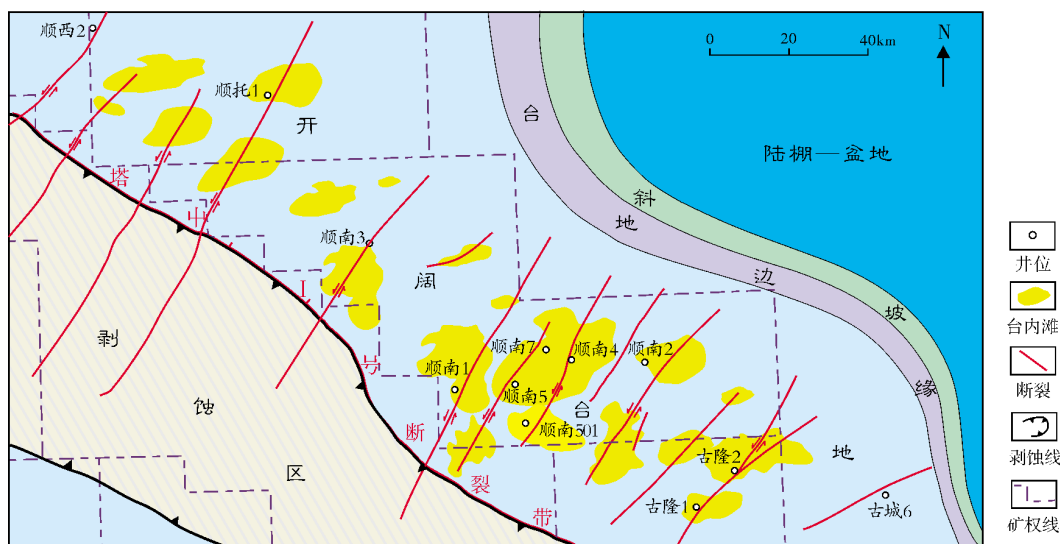 顺西2
顺托1
0 20 40km
N
开
台
陆棚—盆地
塔
中
Ⅰ
号
断
裂
带
斜
地
顺南3
阔
边
坡
缘
剥
蚀
区
顺南7
顺南4
顺南2
顺南1
顺南5
台
顺南501
地
古隆2
古隆1
古城6
井位
台内滩
断裂
剥蚀线
矿权线